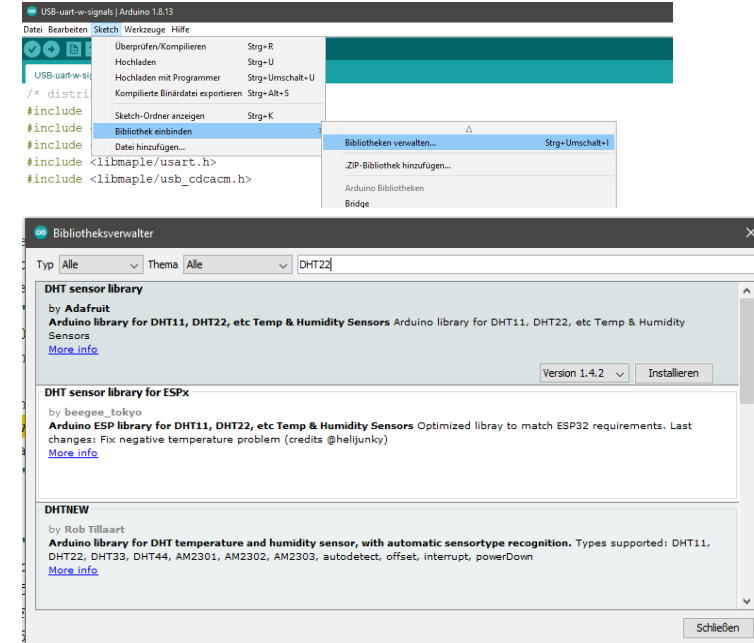 USB-uart-w-signals | Arduino 1.8.13
Datei Bearbeiten Sketch Werkzeuge Hilfe
Überprüfen/Kompilieren Strg+R
Hochladen Strg+U
USB-uart-w-si
Hochladen mit Programmer Strg+Umschalt+U
/* distri
Kompilierte Binärdatei exportieren Strg+Alt+S
#include
Sketch-Ordner anzeigen Strg+K
#include
Bibliothek einbinden
#include
Datei hinzufügen...
Bibliotheken verwalten... Strg+Umschalt+I
#include <libmaple/usart.h>
.ZIP-Bibliothek hinzufügen...
#include <libmaple/usb_cdcacm.h>
Arduino Bibliotheken
Bridge
Bibliotheksverwalter
Typ Alle Thema Alle DHT22
DHT sensor library
by Adafruit
Arduino library for DHT11, DHT22, etc Temp & Humidity Sensors Arduino library for DHT11, DHT22, etc Temp & Humidity
Sensors
More info
Version 1.4.2 Installieren
DHT sensor library for ESPx
by beegee_tokyo
Arduino ESP library for DHT11, DHT22, etc Temp & Humidity Sensors Optimized libray to match ESP32 requirements. Last
changes: Fix negative temperature problem (credits @helijunky)
More info
DHTNEW
by Rob Tillaart
Arduino library for DHT temperature and humidity sensor, with automatic sensortype recognition. Types supported: DHT11,
DHT22, DHT33, DHT44, AM2301, AM2302, AM2303, autodetect, offset, interrupt, powerDown
More info
Schließen